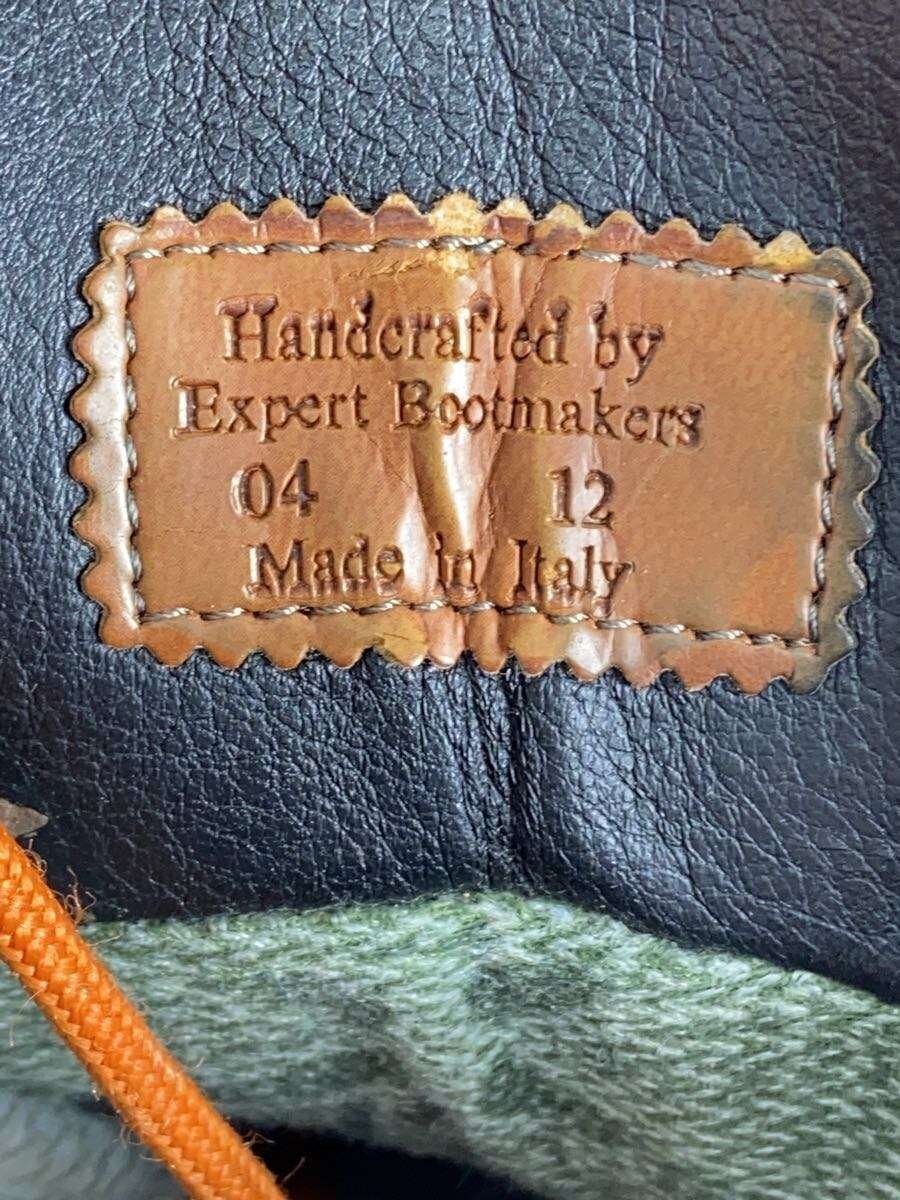 Handcrafted by
Expert Bootmakers
04 12
Made in Italy